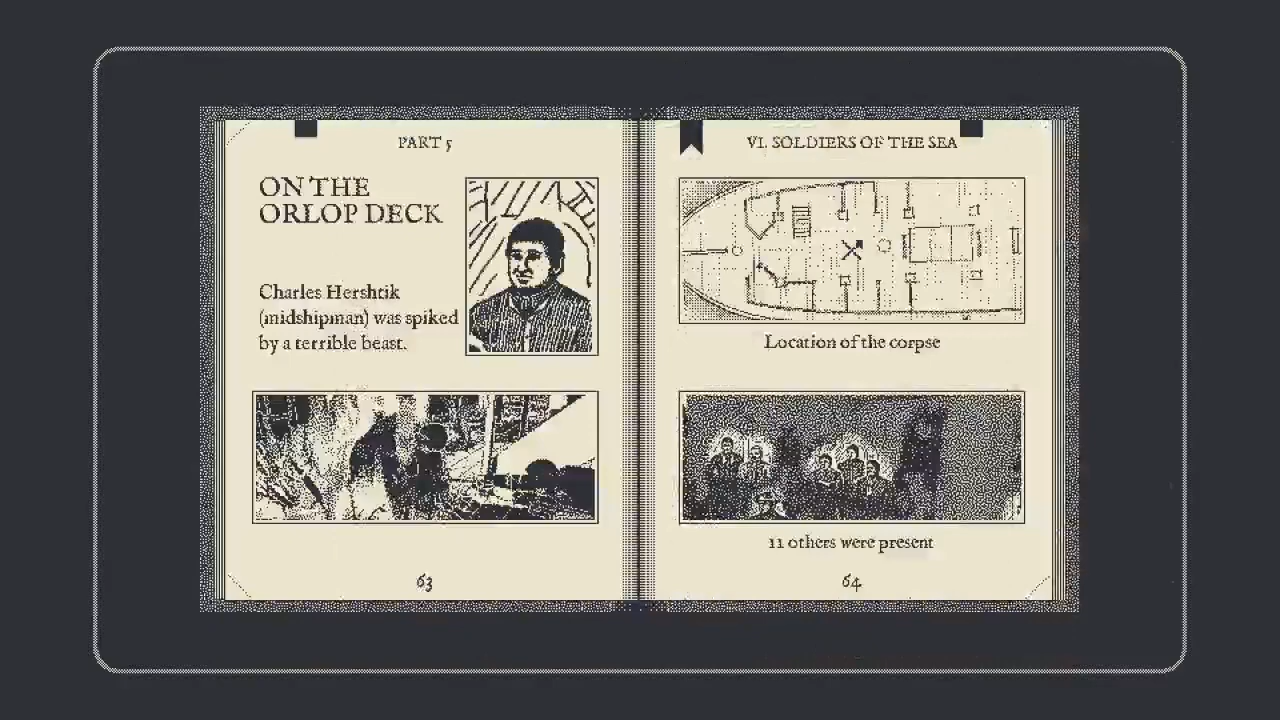 PART 5
ON THE
ORLOP DECK
Charles Hershtik
(midshipman) was spiked
by a terrible beast.
63
VI. SOLDIERS OF THE SEA
Location of the corpse
11 others were present
64